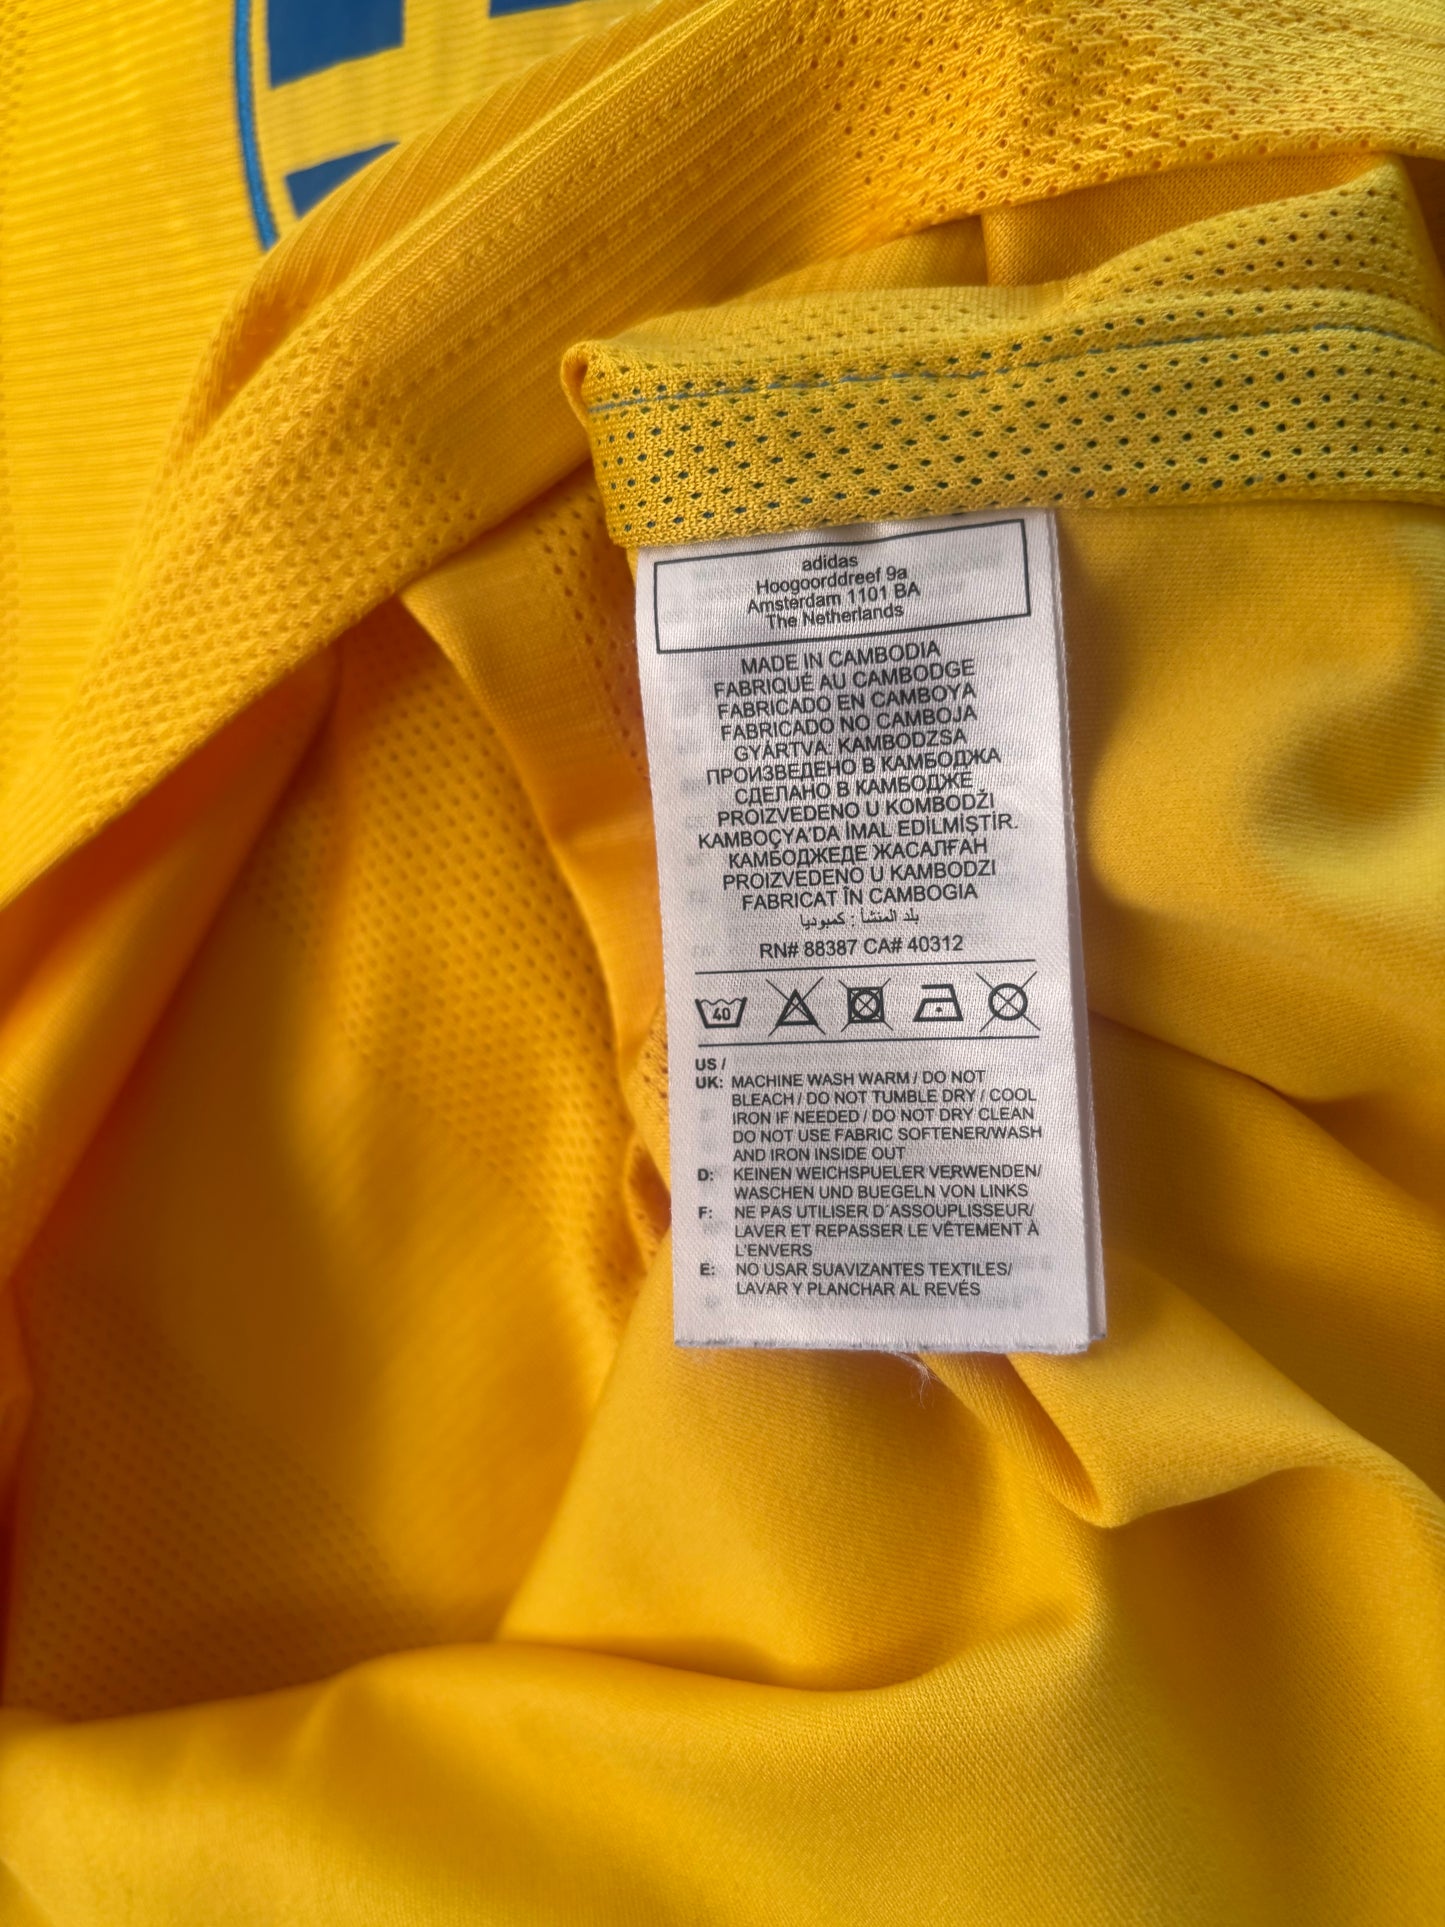 adidas
Hoogoorddreef 9a
Amsterdam 1101 BA
The Netherlands
MADE IN CAMBODIA
FABRIQUÉ AU CAMBODGE
FABRICADO EN CAMBOYA
FABRICADO NO CAMBOJA
GYÁRTVA: KAMBODZSA
ПРОИЗВЕДЕНО В КАМБОДЖА
СДЕЛАНО В КАМБОДЖЕ
PROIZVEDENO U KOMBODŽI
KAMBOÇYA'DA İMAL EDİLMİŞTİR.
КАМБОДЖЕДЕ ЖАСАЛҒАН
PROIZVEDENO U KAMBODZI
FABRICAT ÎN CAMBOGIA
بلد المنشأ : كمبوديا
RN# 88387 CA# 40312
40
US /
UK: MACHINE WASH WARM / DO NOT
BLEACH / DO NOT TUMBLE DRY / COOL
IRON IF NEEDED / DO NOT DRY CLEAN
DO NOT USE FABRIC SOFTENER/WASH
AND IRON INSIDE OUT
D: KEINEN WEICHSPUELER VERWENDEN/
WASCHEN UND BUEGELN VON LINKS
F: NE PAS UTILISER D´ASSOUPLISSEUR/
LAVER ET REPASSER LE VÊTEMENT À
L'ENVERS
E: NO USAR SUAVIZANTES TEXTILES/
LAVAR Y PLANCHAR AL REVÉS